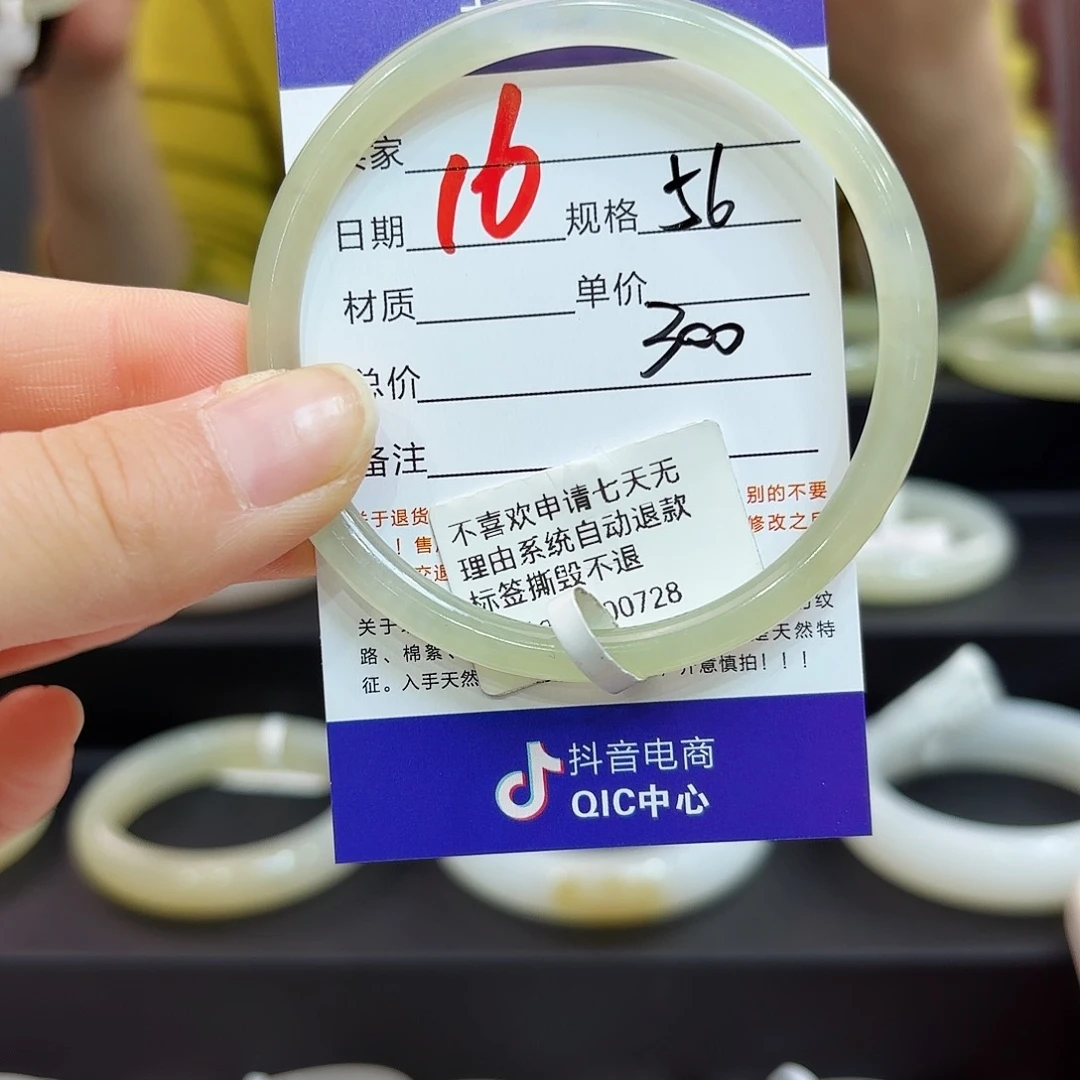 家
16
日期 规格 56
材质 单价
300
总价
备注
于退货 别的不要
！售 修改之
交退
不喜欢申请七天无
理由系统自动退款
标签撕毁不退
00728
关于 纹
路、棉絮、 是天然特
征。入手天然 介意慎拍！！！
抖音电商
QIC中心